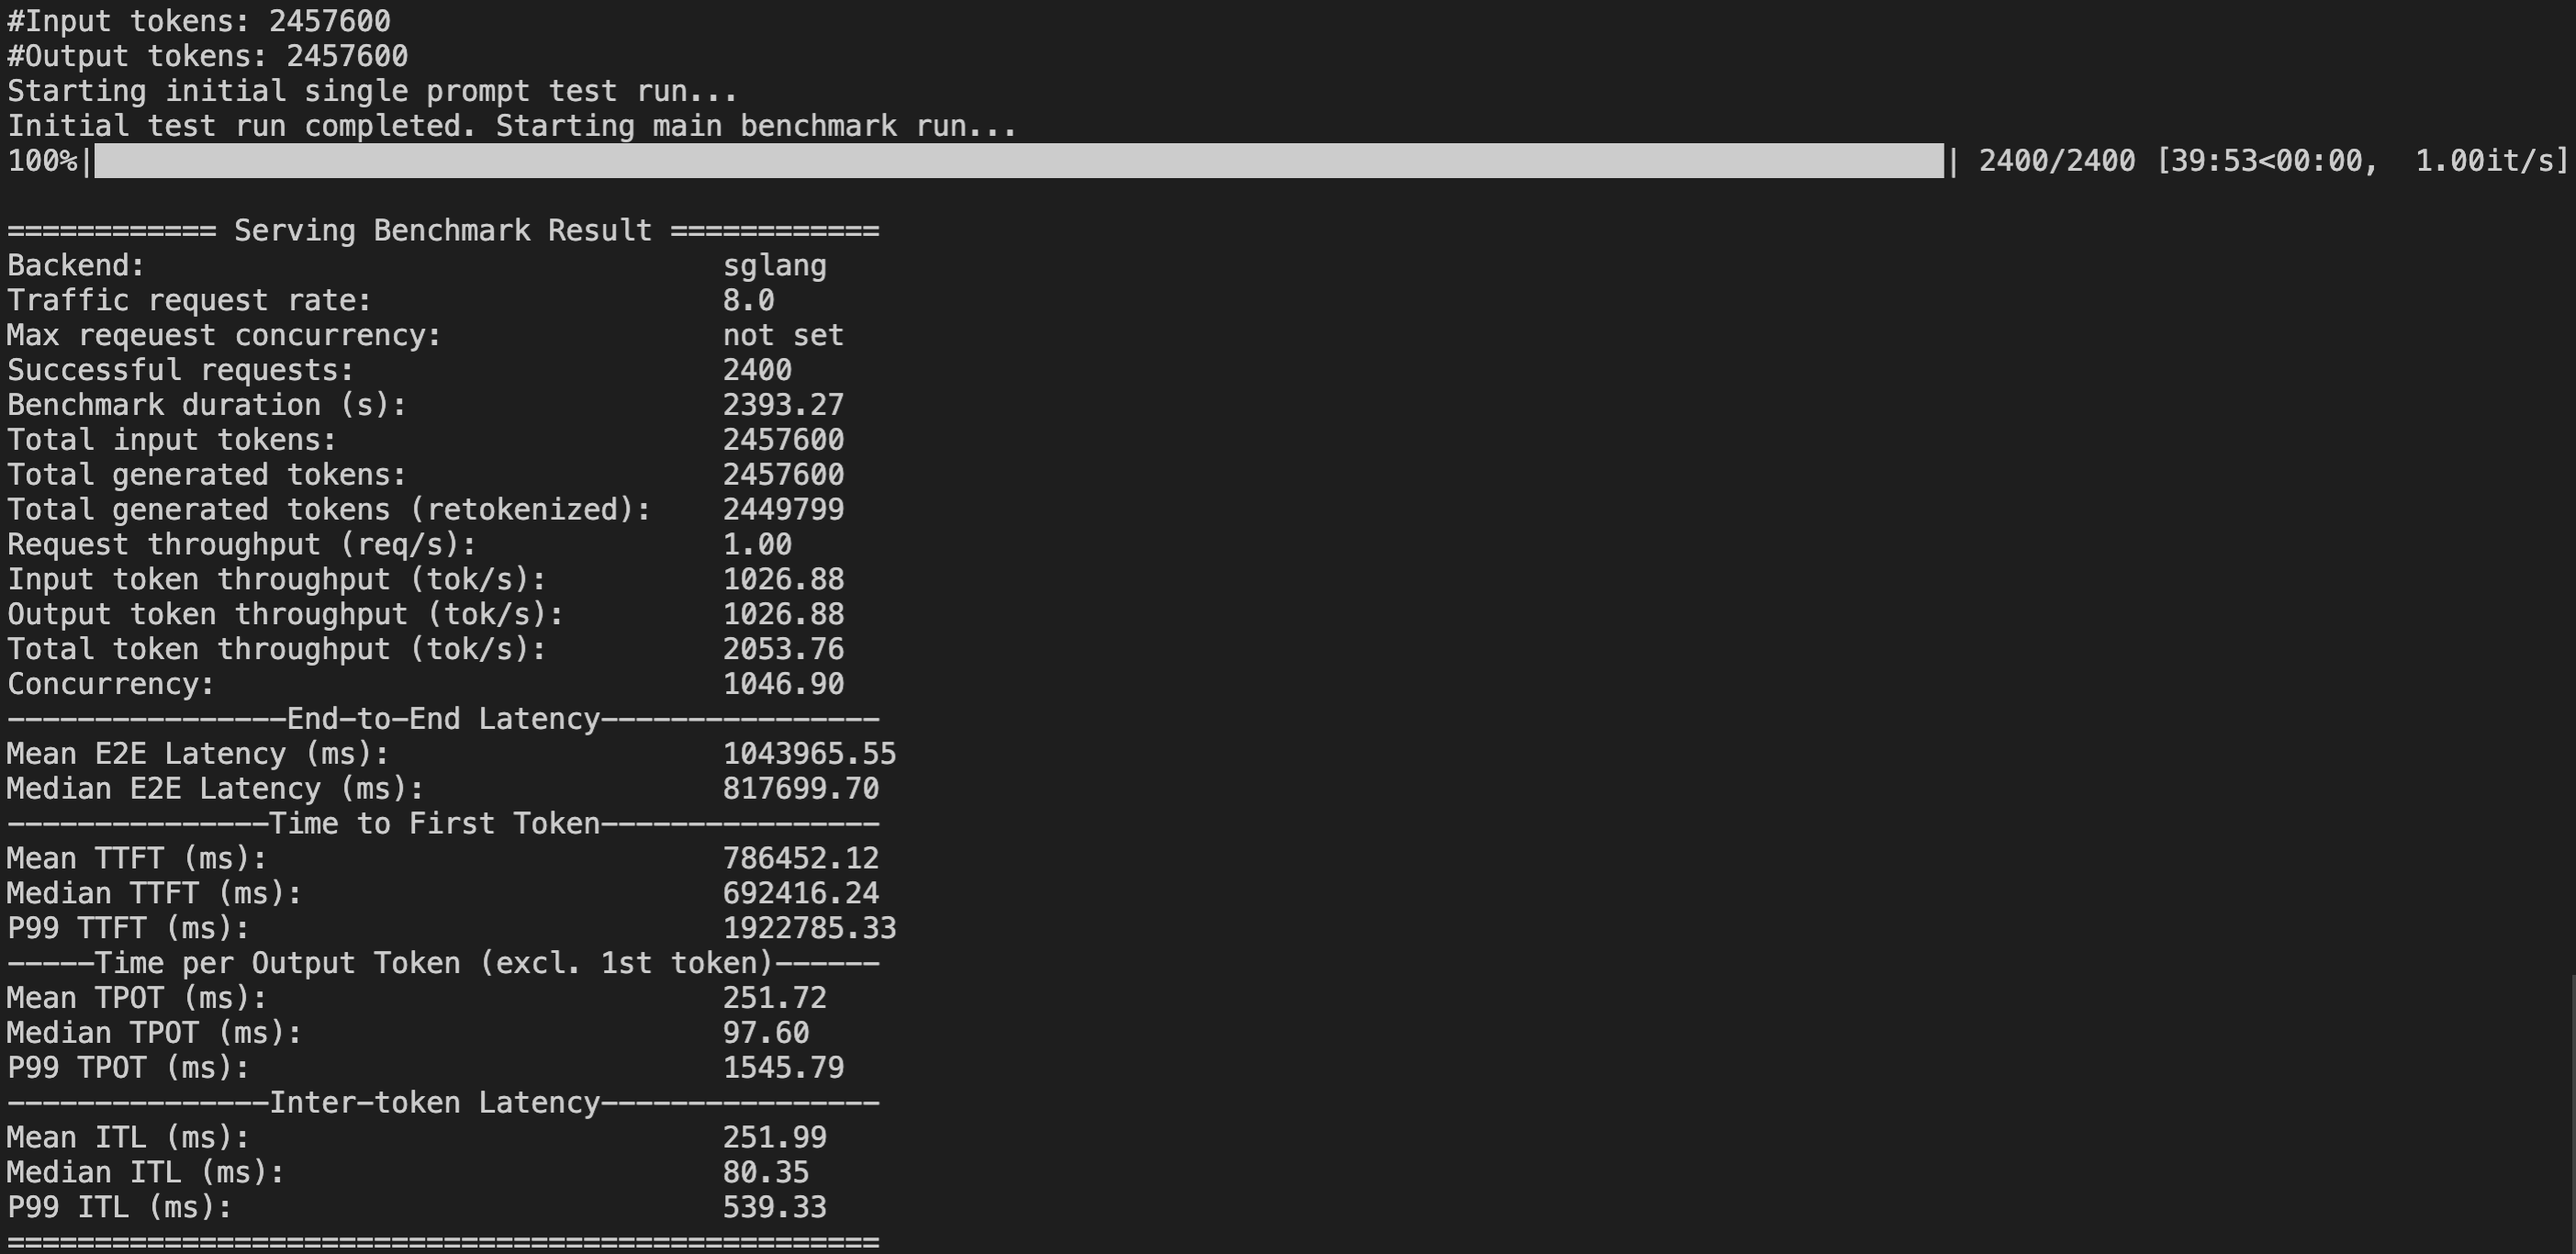 #Input tokens: 2457600
#Output tokens: 2457600
Starting initial single prompt test run...
Initial test run completed. Starting main benchmark run...
100%|| 2400/2400 [39:53<00:00,  1.00it/s]
============ Serving Benchmark Result ============
Backend: sglang
Traffic request rate: 8.0
Max reqeuest concurrency: not set
Successful requests: 2400
Benchmark duration (s): 2393.27
Total input tokens: 2457600
Total generated tokens: 2457600
Total generated tokens (retokenized): 2449799
Request throughput (req/s): 1.00
Input token throughput (tok/s): 1026.88
Output token throughput (tok/s): 1026.88
Total token throughput (tok/s): 2053.76
Concurrency: 1046.90
----------------End-to-End Latency----------------
Mean E2E Latency (ms): 1043965.55
Median E2E Latency (ms): 817699.70
---------------Time to First Token----------------
Mean TTFT (ms): 786452.12
Median TTFT (ms): 692416.24
P99 TTFT (ms): 1922785.33
-----Time per Output Token (excl. 1st token)------
Mean TPOT (ms): 251.72
Median TPOT (ms): 97.60
P99 TPOT (ms): 1545.79
---------------Inter-token Latency----------------
Mean ITL (ms): 251.99
Median ITL (ms): 80.35
P99 ITL (ms): 539.33
==================================================